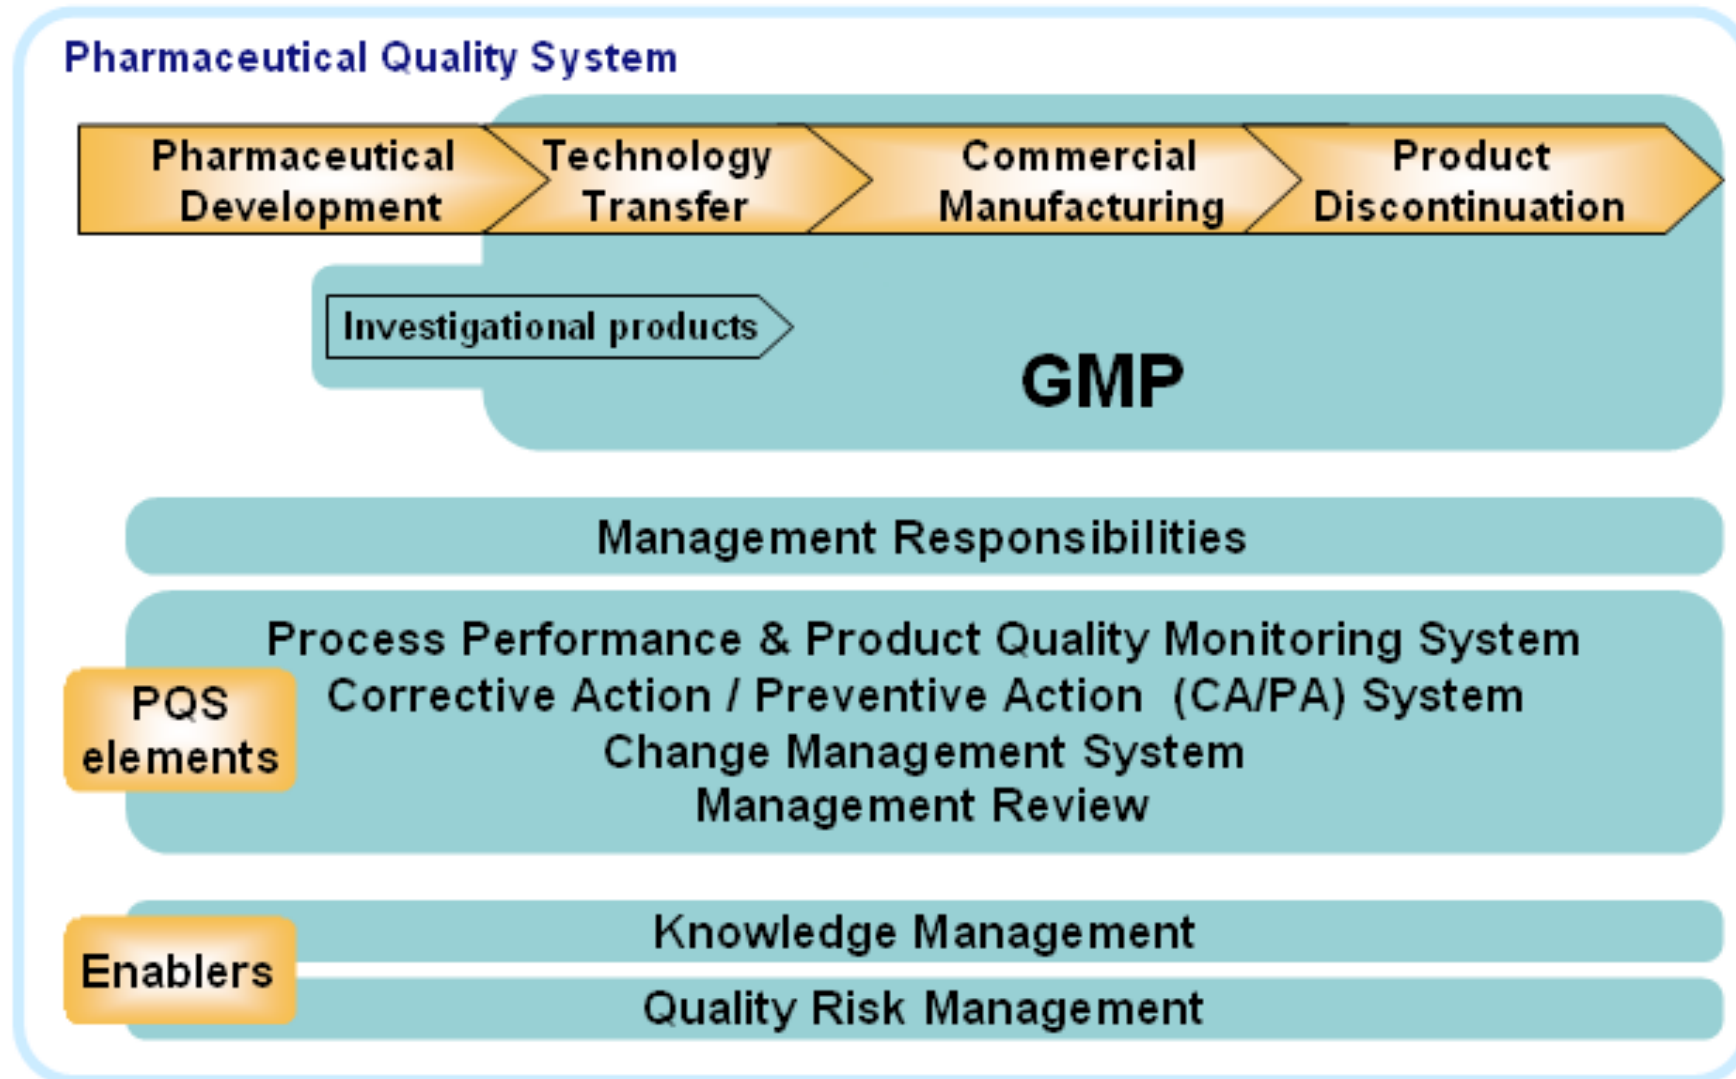 Pharmaceutical Quality System
Pharmaceutical
Development
Technology
Transfer
Commercial
Manufacturing
Product
Discontinuation
Investigational products
GMP
Management Responsibilities
PQS
elements
Process Performance & Product Quality Monitoring System
Corrective Action / Preventive Action (CA/PA) System
Change Management System
Management Review
Enablers
Knowledge Management
Quality Risk Management